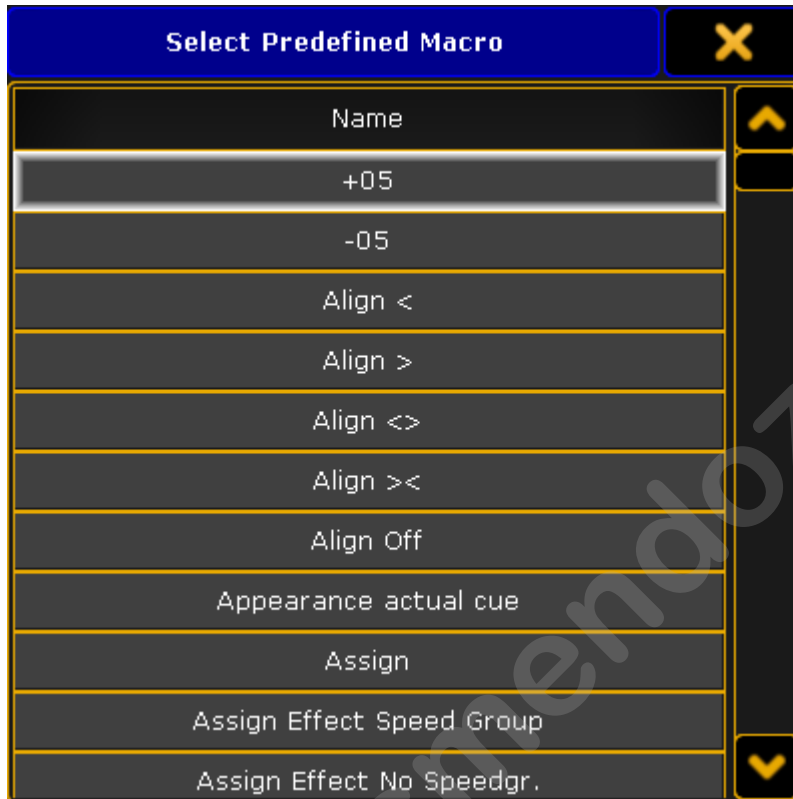 Select Predefined Macro
Name
+05
-05
Align <
Align >
Align <>
Align ><
Align Off
Appearance actual cue
Assign
Assign Effect Speed Group
Assign Effect No Speedgr.